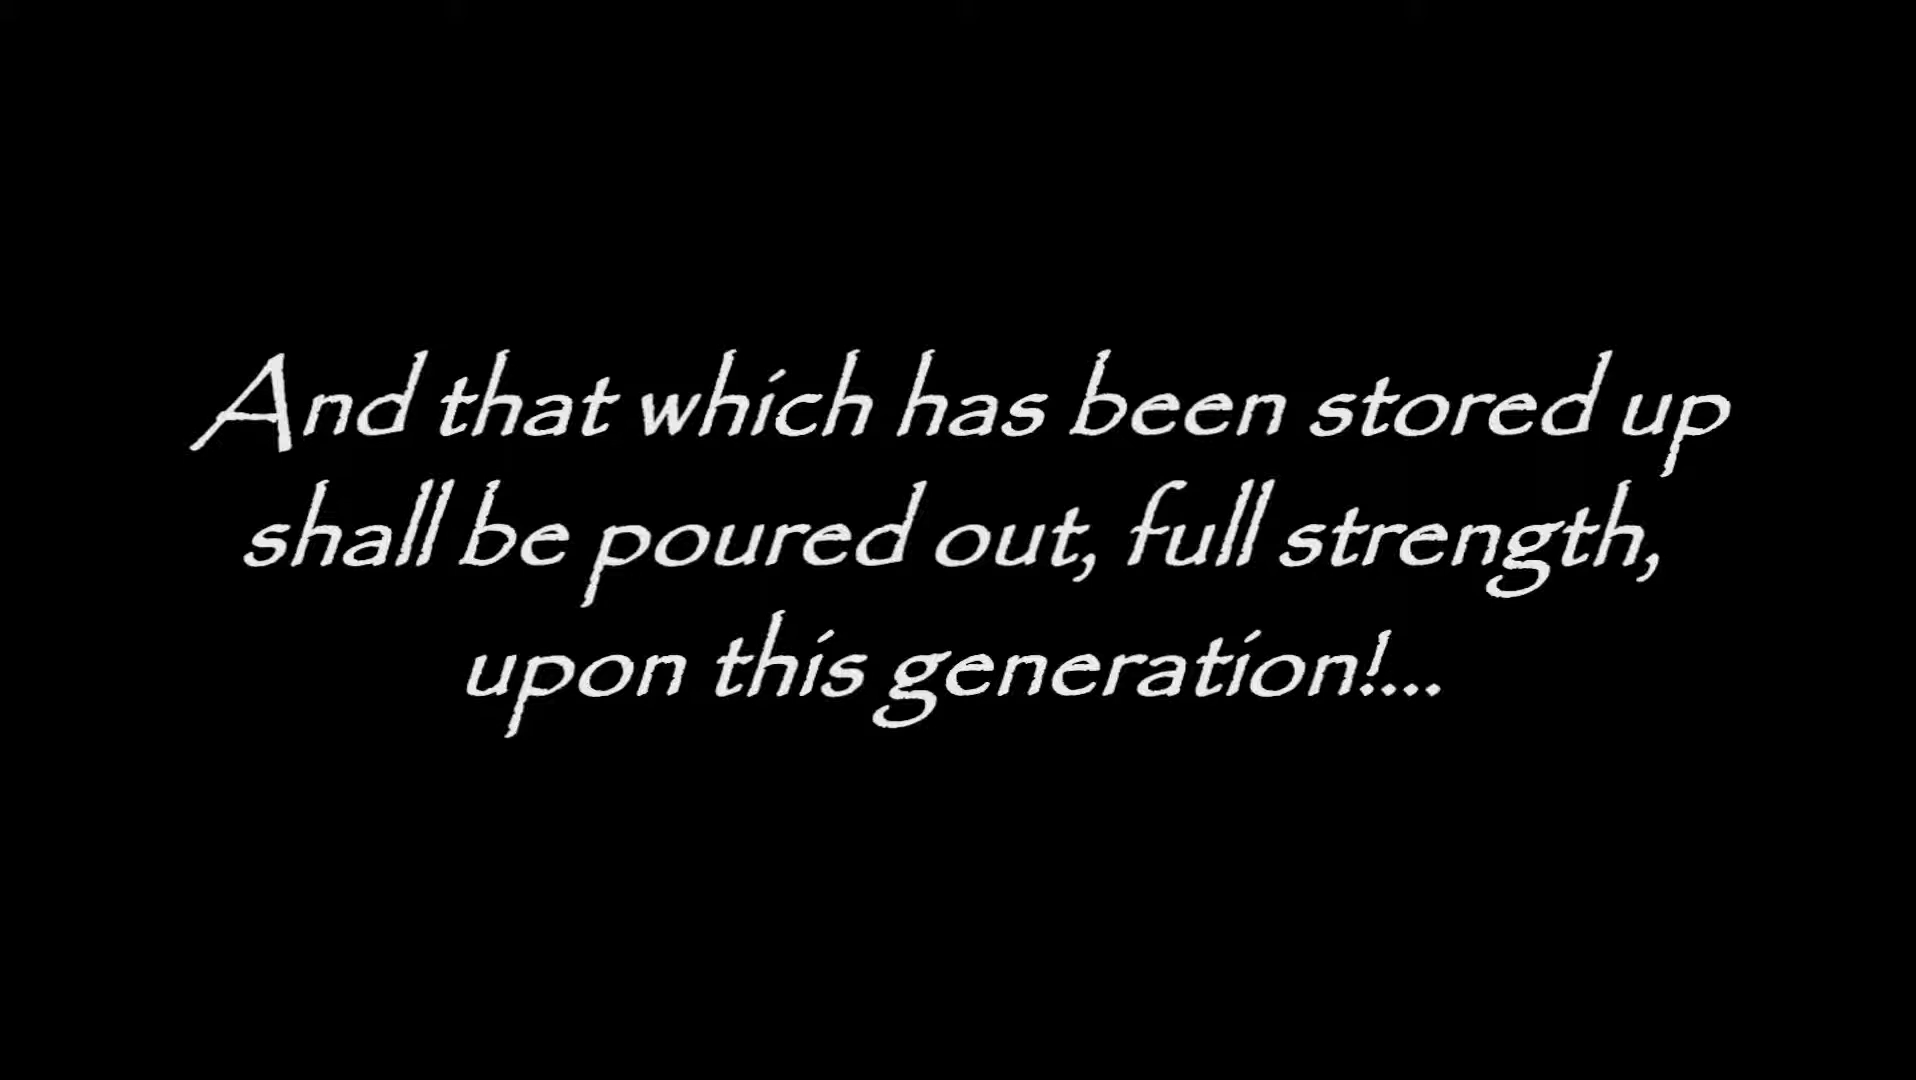 And that which has been stored up
shall be poured out, full strength,
upon this generation!...